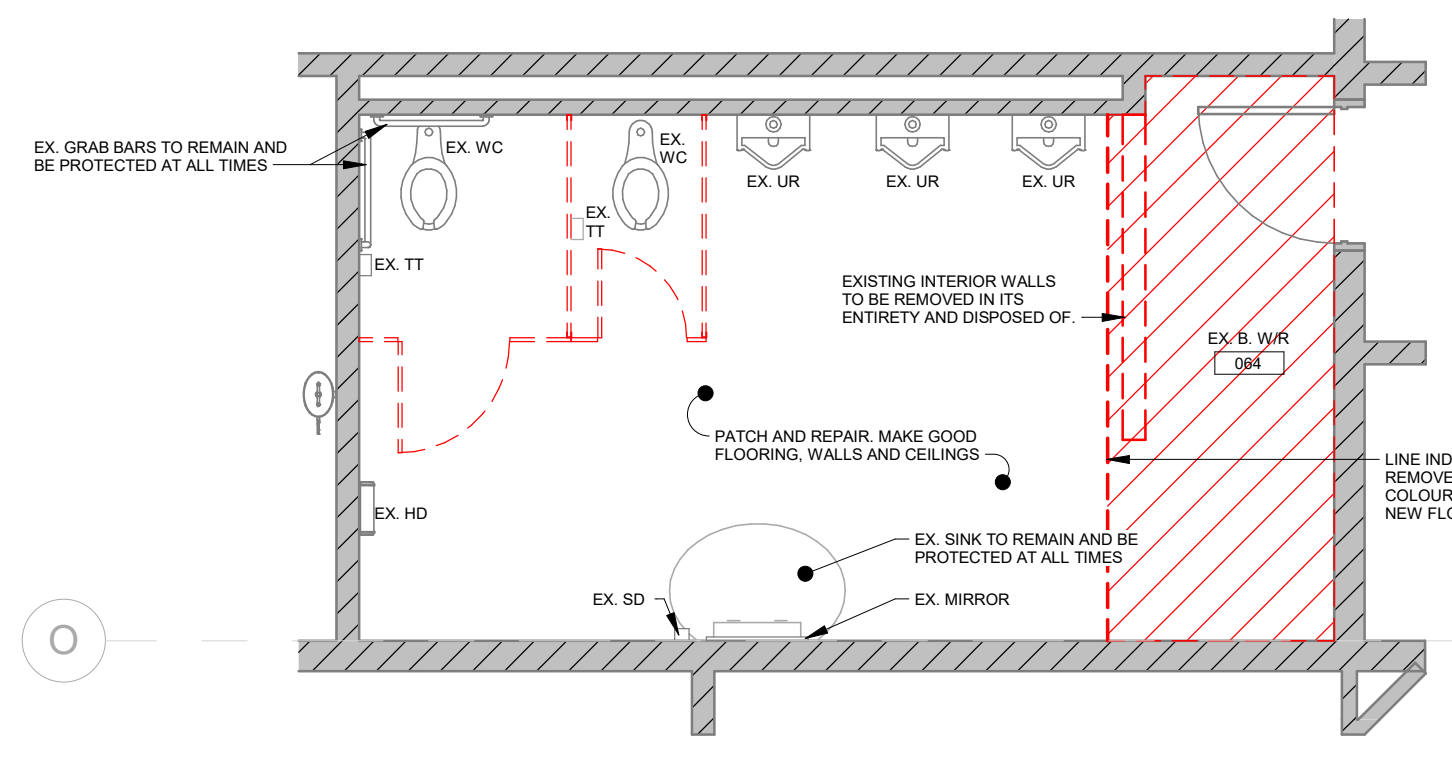 EX. GRAB BARS TO REMAIN AND
BE PROTECTED AT ALL TIMES
EX. WC
EX.
WC
EX. UR
EX. UR
EX. UR
EX.
TT
EX. TT
EXISTING INTERIOR WALLS
TO BE REMOVED IN ITS
ENTIRETY AND DISPOSED OF.
EX. B. W/R
064
PATCH AND REPAIR. MAKE GOOD
FLOORING, WALLS AND CEILINGS
LINE IND
REMOVE
COLOUR
NEW FLO
EX. HD
EX. SINK TO REMAIN AND BE
PROTECTED AT ALL TIMES
EX. SD
EX. MIRROR
O